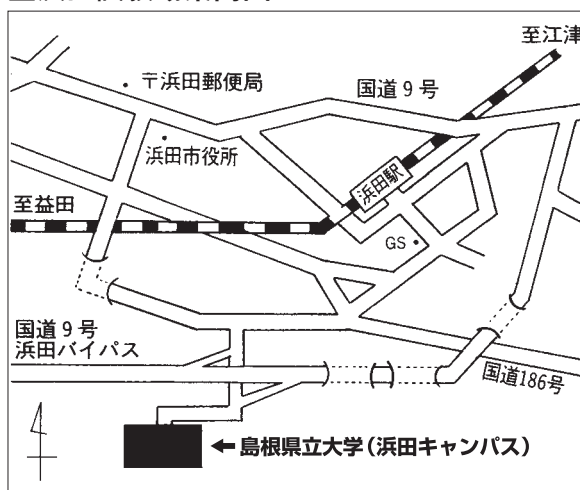 至江津
〒浜田郵便局
国道9号
浜田市役所
浜田駅
至益田
GS
国道9号
浜田バイパス
国道186号
島根県立大学(浜田キャンパス)